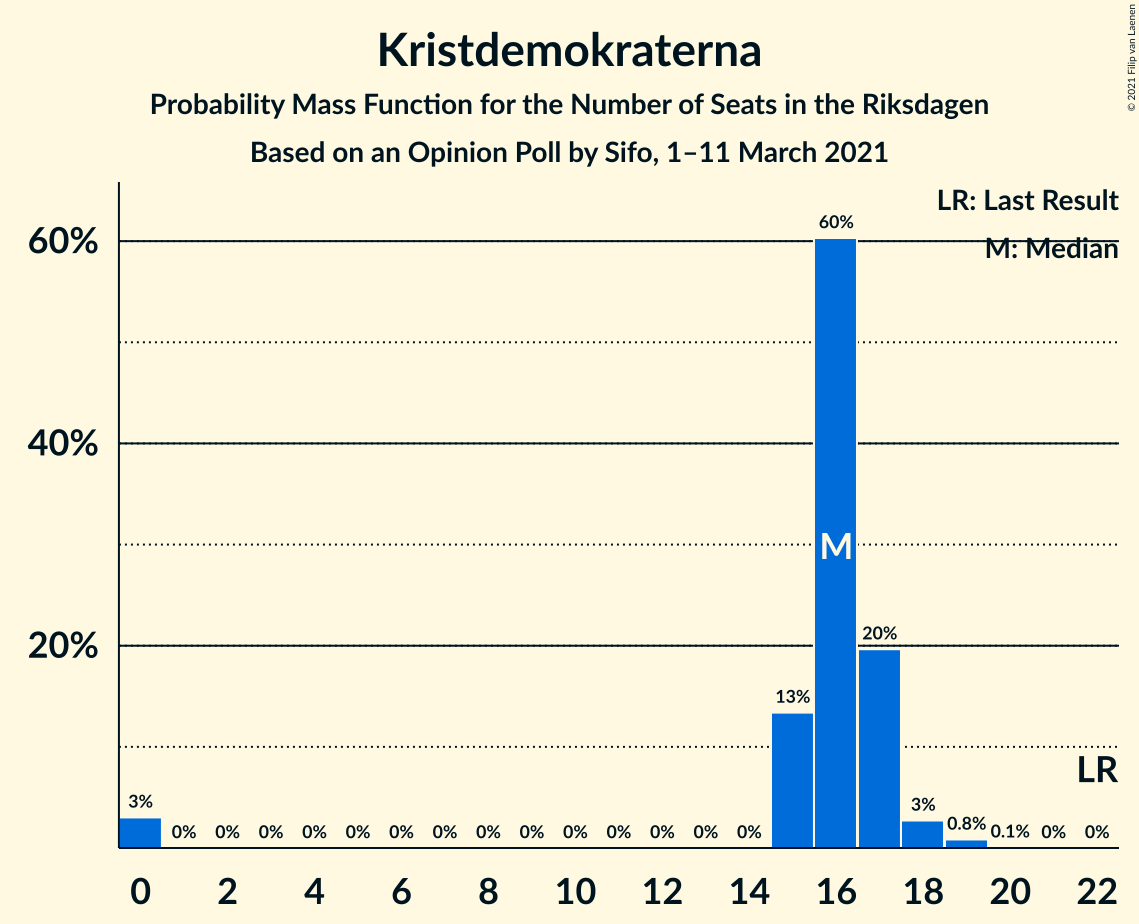 Kristdemokraterna
Probability Mass Function for the Number of Seats in the Riksdagen
Based on an Opinion Poll by Sifo, 1–11 March 2021
© 2021 Filip van Laenen
LR: Last Result
M: Median
60%
40%
20%
3%
0%
0%
0%
0%
0%
0%
0%
0%
0%
0%
0%
0%
0%
0%
13%
60%
20%
3%
0.8%
0.1%
0%
0%
M
LR
0 2 4 6 8 10 12 14 16 18 20 22